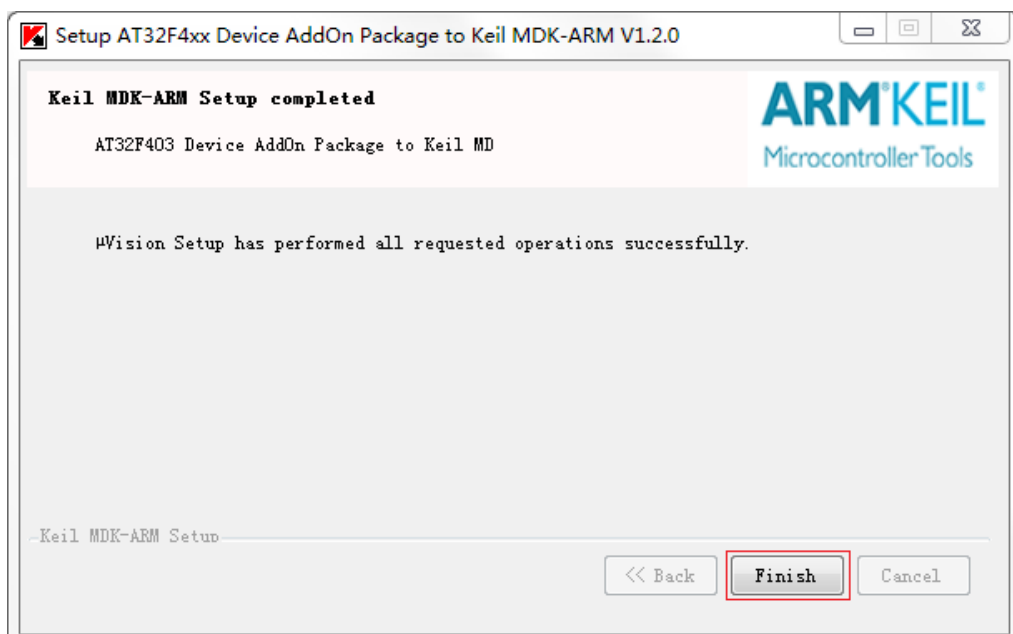 Setup AT32F4xx Device AddOn Package to Keil MDK-ARM V1.2.0
Keil MDK-ARM Setup completed
AT32F403 Device AddOn Package to Keil MD
ARM®KEIL®
Microcontroller Tools
µVision Setup has performed all requested operations successfully.
Keil MDK-ARM Setup
<< Back
Finish
Cancel